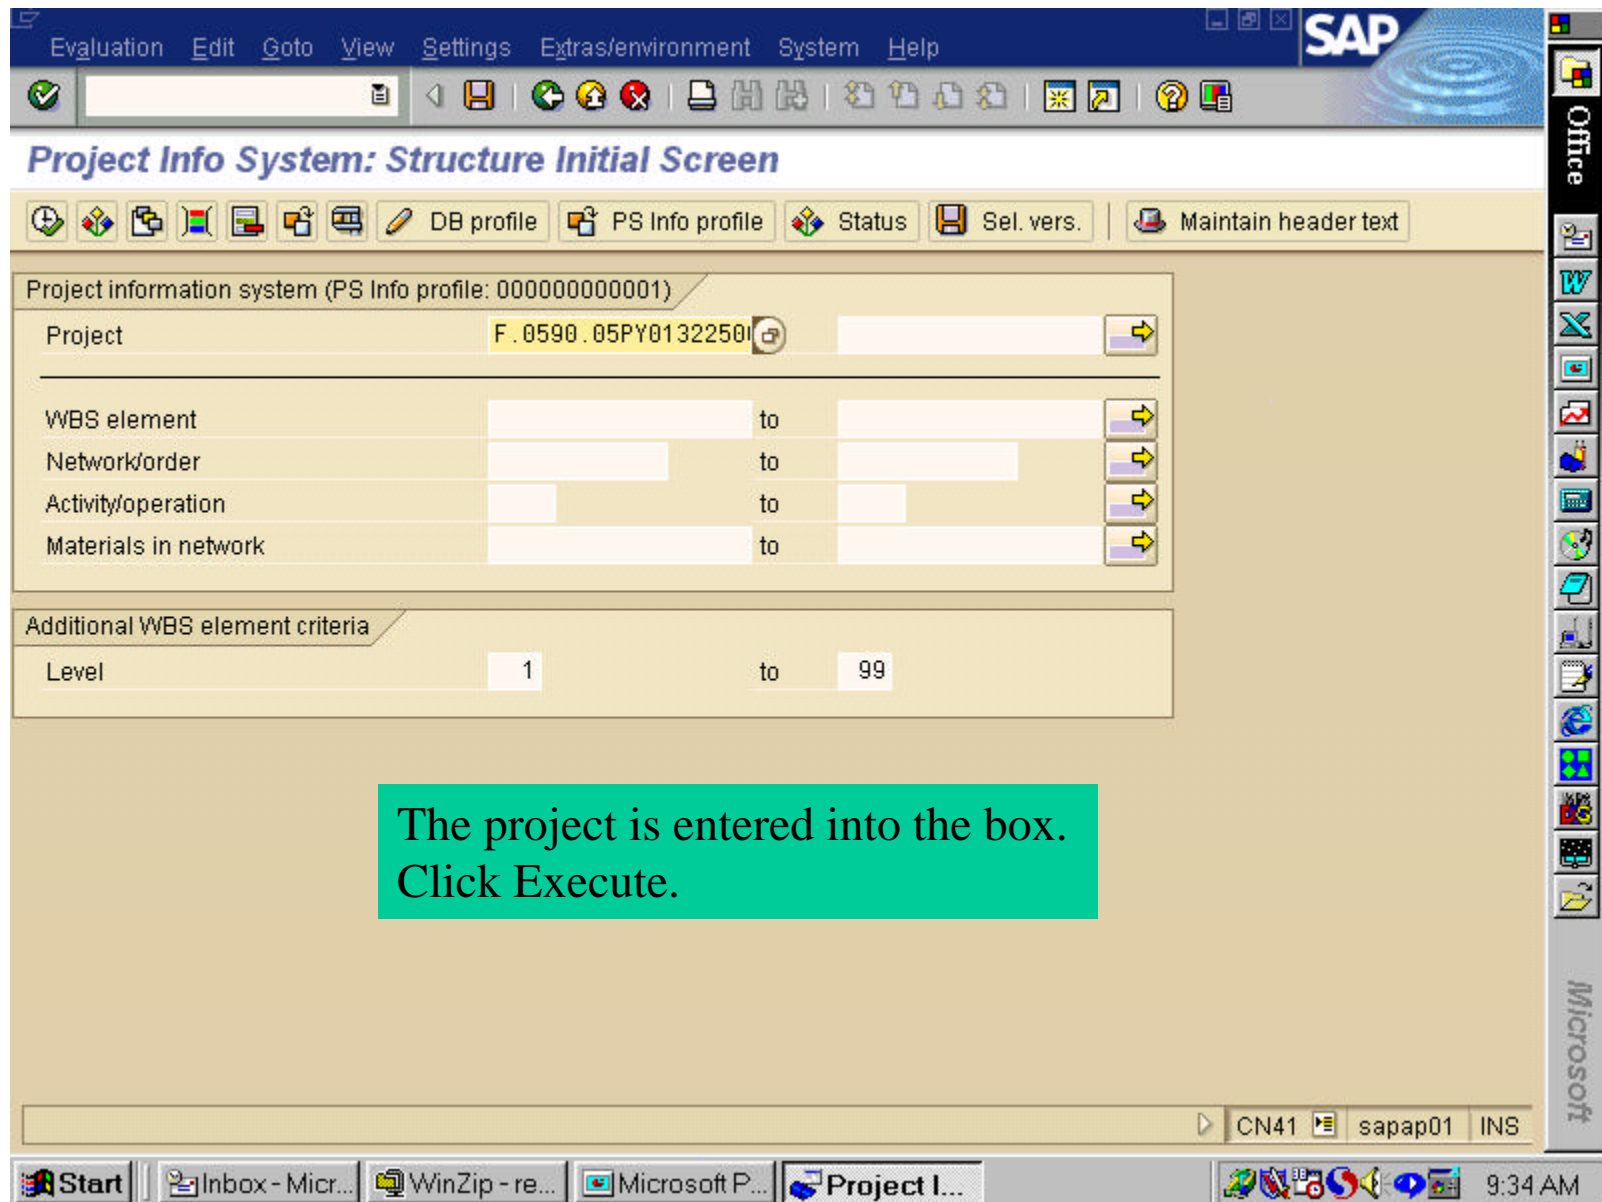 Evaluation Edit Goto View Settings Extras/environment System Help
SAP
Project Info System: Structure Initial Screen
DB profile PS Info profile Status Sel. vers. Maintain header text
Project information system (PS Info profile: 000000000001)
Project F.0590.05PY0132250
WBS element to
Network/order to
Activity/operation to
Materials in network to
Additional WBS element criteria
Level 1 to 99
The project is entered into the box.
Click Execute.
CN41 sapap01 INS
Start Inbox - Micr... WinZip - re... Microsoft P... Project I... 9:34 AM
Office
Microsoft